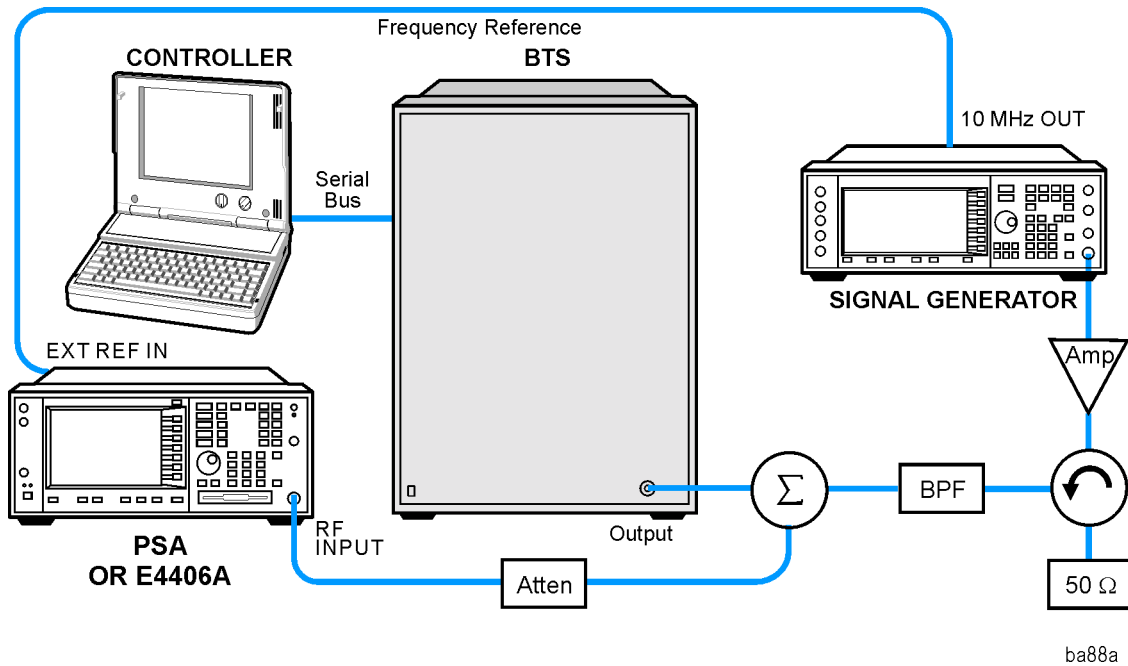 Frequency Reference
CONTROLLER
BTS
10 MHz OUT
Serial
Bus
SIGNAL GENERATOR
EXT REF IN
Amp
Σ
BPF
RF
INPUT
Output
PSA
OR E4406A
Atten
50 Ω
ba88a